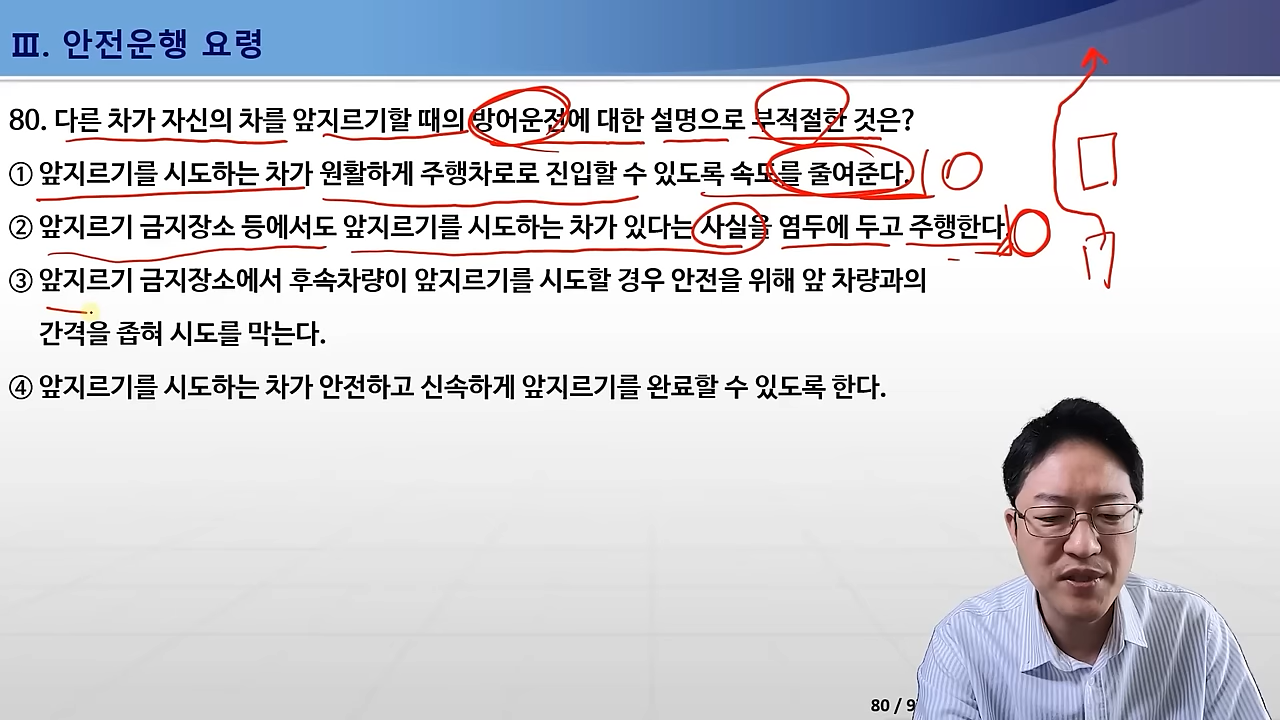 Ⅲ. 안전운행 요령
80. 다른 차가 자신의 차를 앞지르기할 때의 방어운전에 대한 설명으로 부적절한 것은?
① 앞지르기를 시도하는 차가 원활하게 주행차로로 진입할 수 있도록 속도를 줄여준다.
② 앞지르기 금지장소 등에서도 앞지르기를 시도하는 차가 있다는 사실을 염두에 두고 주행한다.
③ 앞지르기 금지장소에서 후속차량이 앞지르기를 시도할 경우 안전을 위해 앞 차량과의
간격을 좁혀 시도를 막는다.
④ 앞지르기를 시도하는 차가 안전하고 신속하게 앞지르기를 완료할 수 있도록 한다.
80 / 9